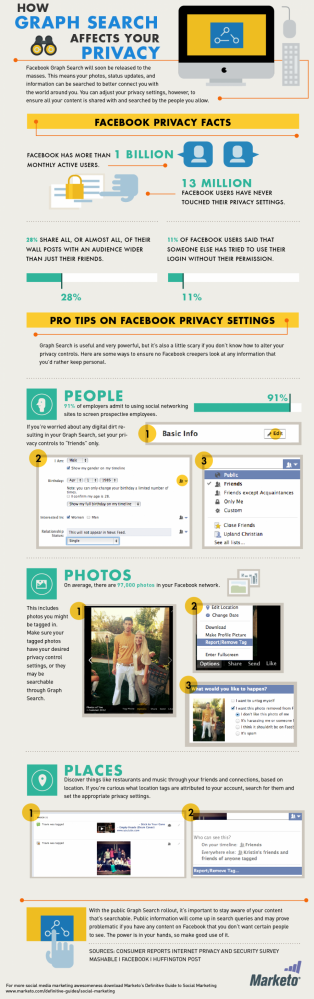 HOW
GRAPH SEARCH
AFFECTS YOUR
PRIVACY
Facebook Graph Search will soon be released to the
masses. This means your photos, status updates, and
information can be searched to better connect you with
the world around you. You can adjust your privacy settings, however, to
ensure all your content is shared with and searched by the people you allow.
FACEBOOK PRIVACY FACTS
FACEBOOK HAS MORE THAN 1 BILLION
MONTHLY ACTIVE USERS.
13 MILLION
FACEBOOK USERS HAVE NEVER
TOUCHED THEIR PRIVACY SETTINGS.
28% SHARE ALL, OR ALMOST ALL, OF THEIR
WALL POSTS WITH AN AUDIENCE WIDER
THAN JUST THEIR FRIENDS.
28%
11% OF FACEBOOK USERS SAID THAT
SOMEONE ELSE HAS TRIED TO USE THEIR
LOGIN WITHOUT THEIR PERMISSION.
11%
PRO TIPS ON FACEBOOK PRIVACY SETTINGS
Graph Search is useful and very powerful, but it's also a little scary if you don't know how to alter your
privacy controls. Here are some ways to ensure no Facebook creepers look at any information that
you'd rather keep personal.
PEOPLE
91% of employers admit to using social networking
sites to screen prospective employees.
91%
If you're worried about any digital dirt re-
sulting in your Graph Search, set your pri-
vacy controls to "Friends" only.
1
Basic Info
Edit
2
I Am:
Show my gender on my timeline
Birthday: Apr 1 1985
Note: you can only change your birthday a limited number of
times.
Show my full birthday on my timeline
Interested In: Women Men
Relationship
Status:
This will not appear in News Feed.
Single
3
Public
Friends
Friends except Acquaintances
Only Me
Custom
Close Friends
Upland Christian
See all lists...
PHOTOS
On average, there are 97,000 photos in your Facebook network.
This includes
photos you might
be tagged in.
Make sure your
tagged photos
have your desired
privacy control
settings, or they
may be
searchable
through Graph
Search.
1
2
Edit Location
Change Date
Download
Make Profile Picture
Report/Remove Tag
Enter Fullscreen
Options Share Send Like
3
What would you like to happen?
I want to untag myself
I want this photo removed from F
I don't like this photo of me
It's harassing me or someone I
I think it shouldn't be on Faceb
It's spam
PLACES
Discover things like restaurants and music through your friends and connections, based on
location. If you're curious what location tags are attributed to your account, search for them and
set the appropriate privacy settings.
1
2
Who can see this?
On your timeline: Friends
Everywhere else: Kristin's friends and
Friends of anyone tagged
Report/Remove Tag...
With the public Graph Search rollout, it's important to stay aware of your content
that's searchable. Public information will come up in search queries and may prove
problematic if you have any content on Facebook that you don't want certain people
to see. The power is in your hands, so make good use of it.
SOURCES: CONSUMER REPORTS INTERNET PRIVACY AND SECURITY SURVEY
MASHABLE I FACEBOOK I HUFFINGTON POST
For more social media marketing awesomeness download Marketo's Definitive Guide to Social Marketing
www.marketo.com/definitive-guides/social-marketing
Marketo